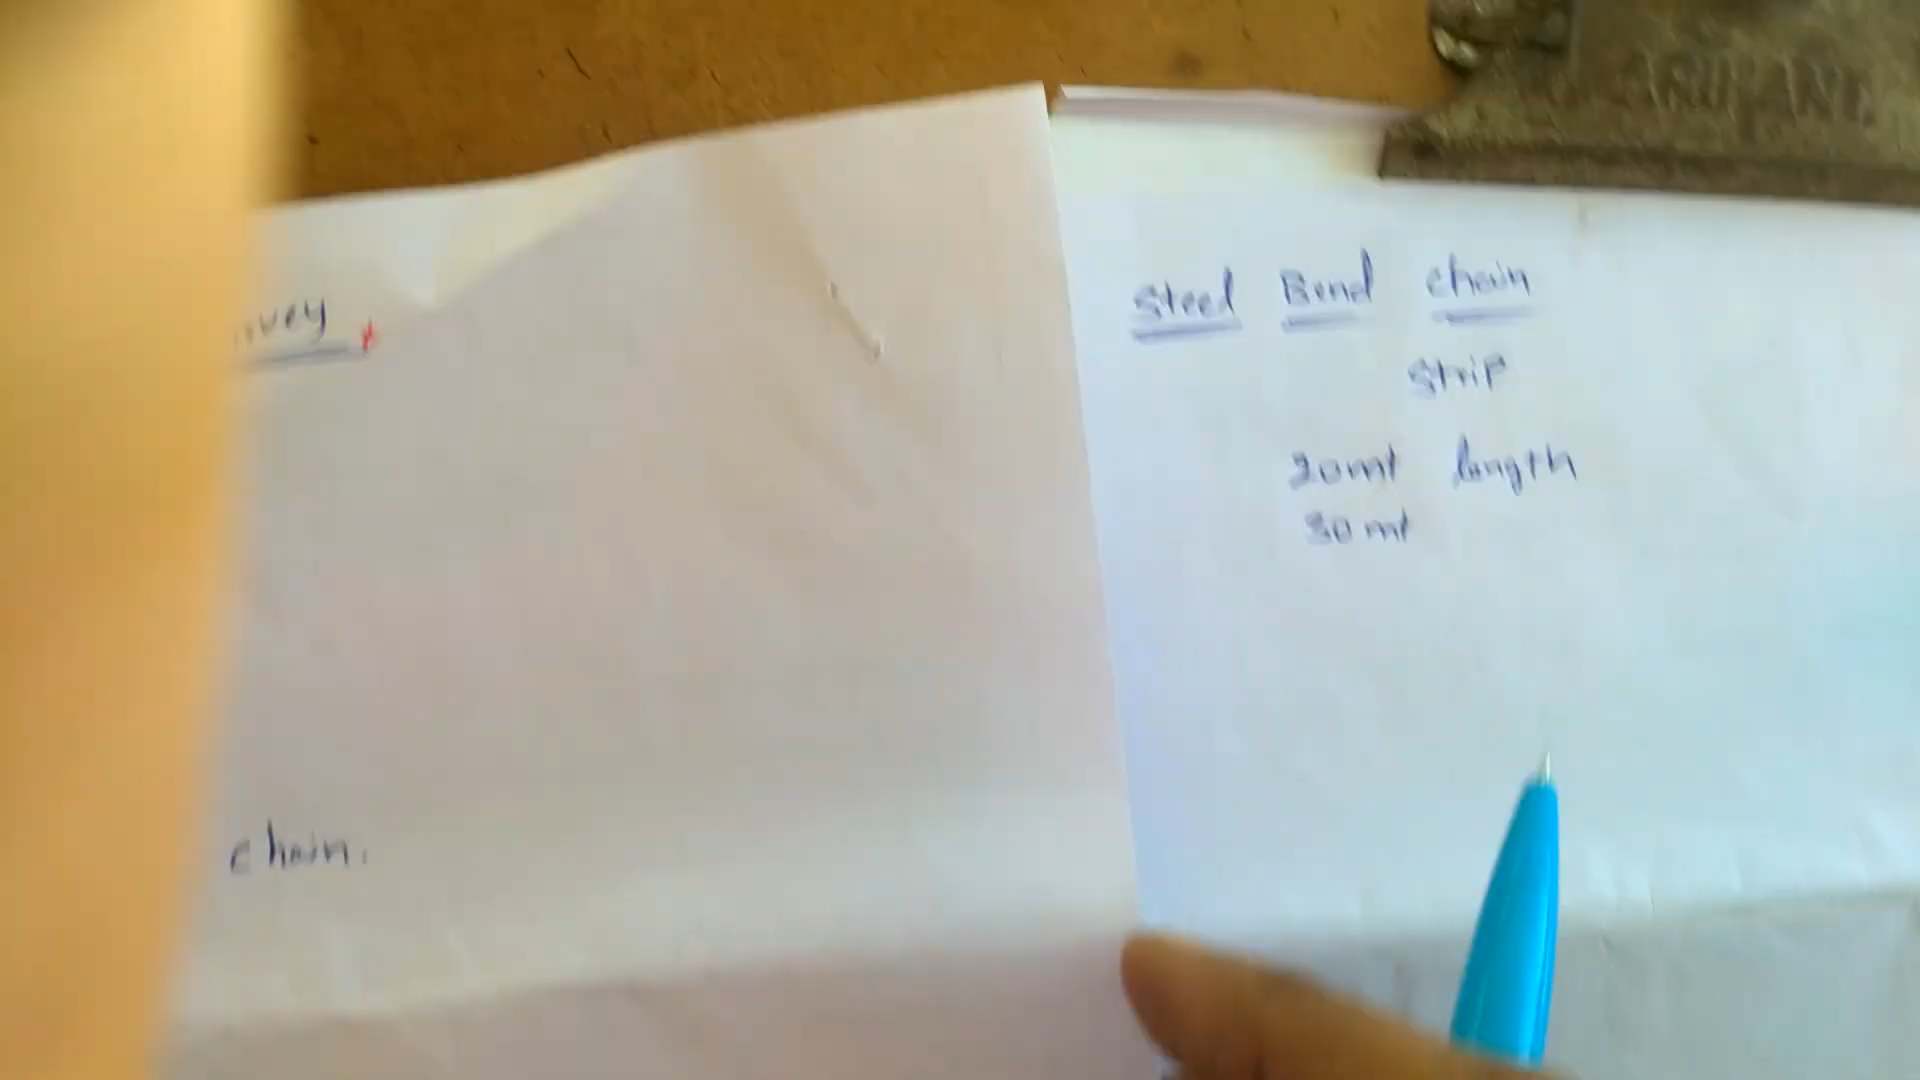 chain.
Steel Band chain
strip
20mt length
30 mt